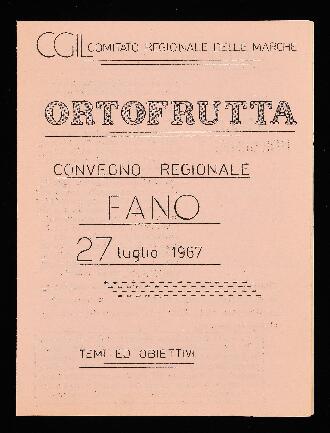 CGIL COMITATO REGIONALE DELLE MARCHE
ORTOFRUTTA
CONVEGNO REGIONALE
FANO
27 luglio 1967
TEMI ED OBIETTIVI